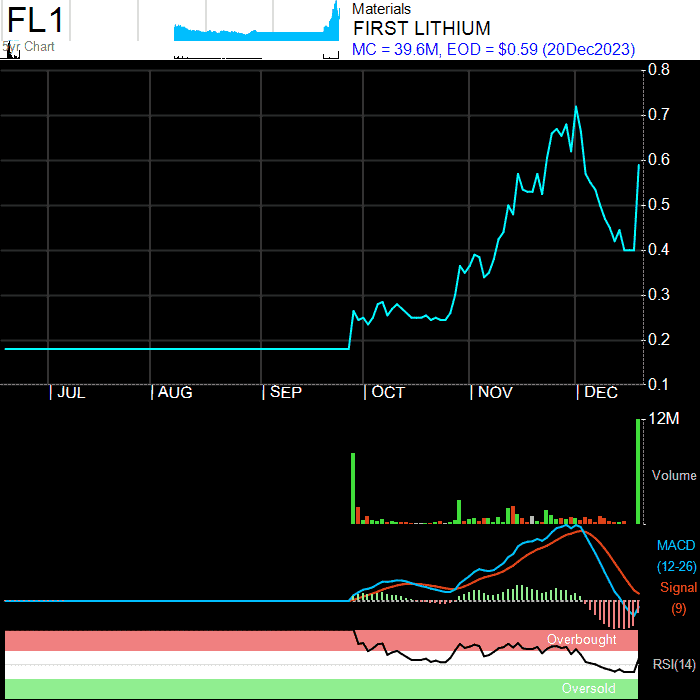 FL1
5yr Chart
Materials
FIRST LITHIUM
MC = 39.6M, EOD = $0.59 (20Dec2023)
0.8
0.7
0.6
0.5
0.4
0.3
0.2
0.1
JUL AUG SEP OCT NOV DEC
12M
Volume
MACD
(12-26)
Signal
(9)
Overbought
RSI(14)
Oversold